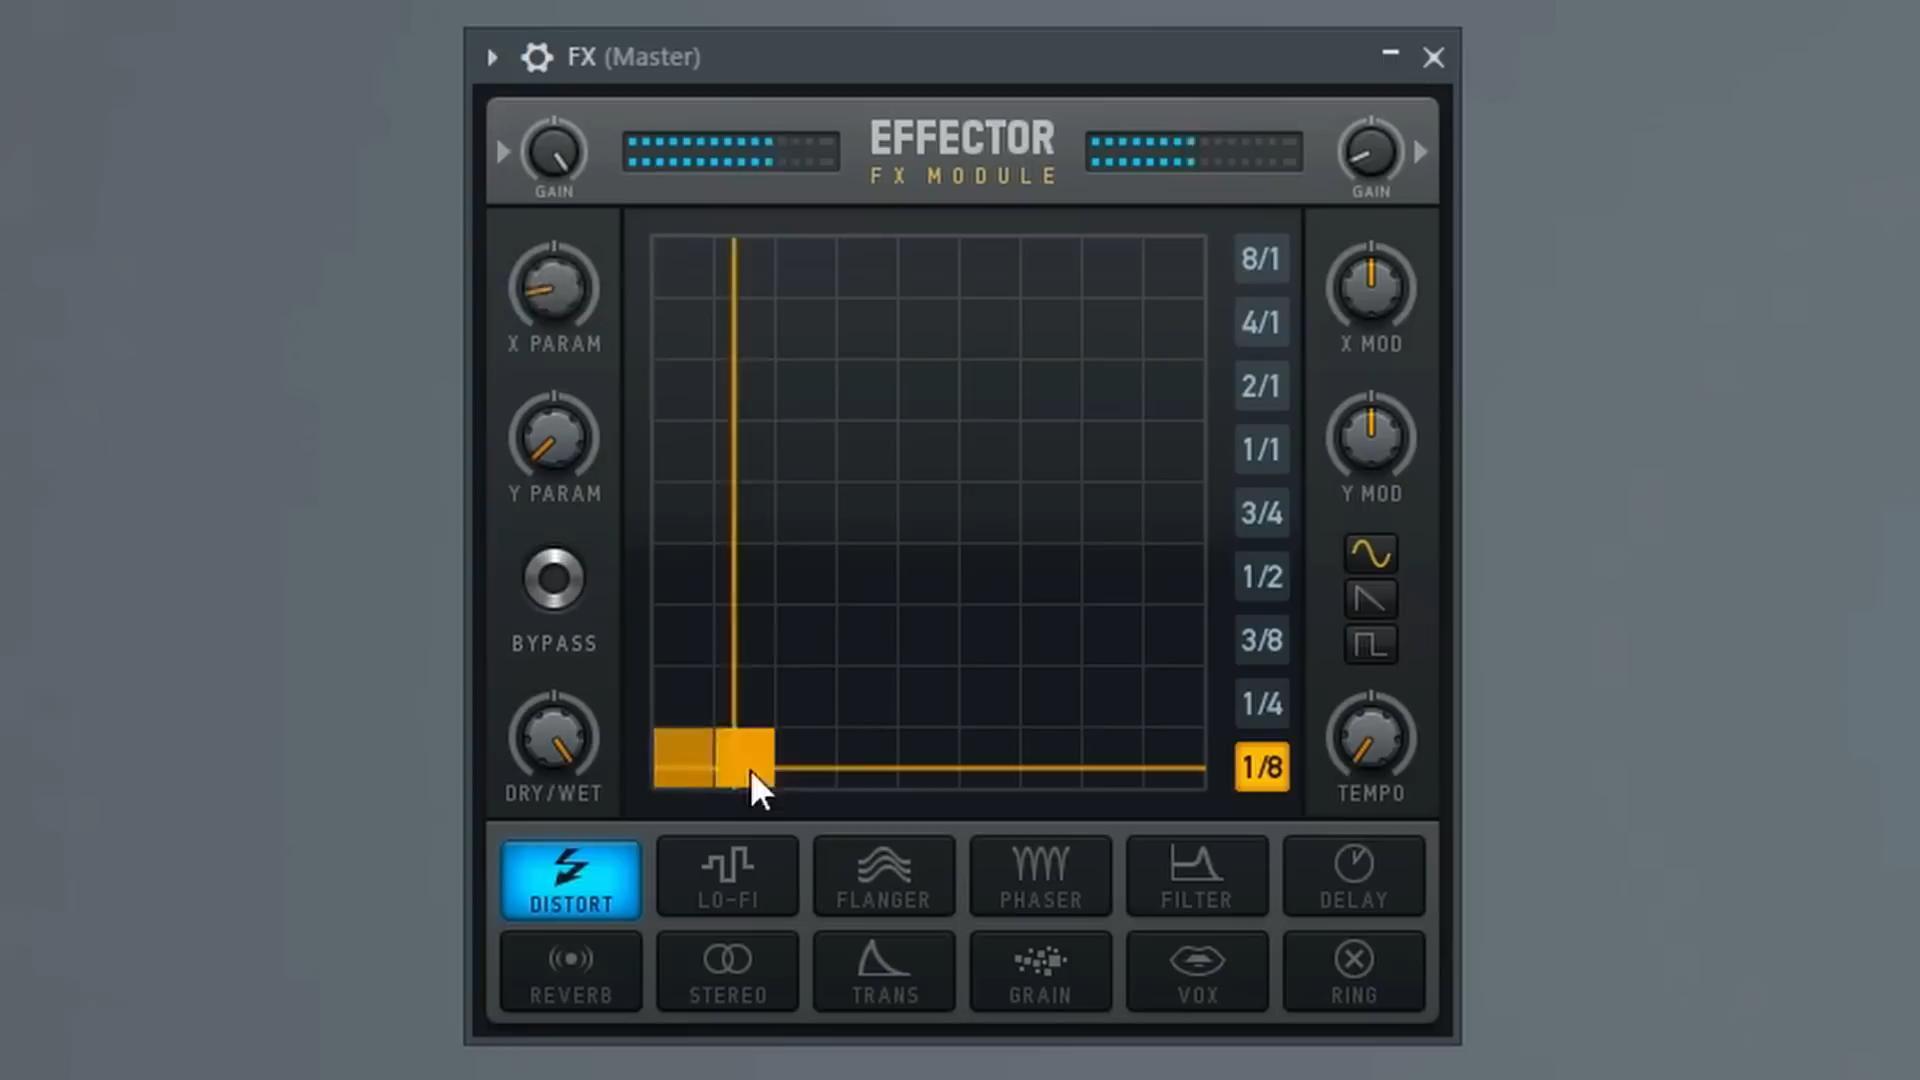 FX (Master)
GAIN
EFFECTOR
FX MODULE
GAIN
X PARAM
Y PARAM
BYPASS
DRY/WET
8/1
4/1
2/1
1/1
3/4
1/2
3/8
1/4
1/8
X MOD
Y MOD
TEMPO
DISTORT
LO-FI
FLANGER
PHASER
FILTER
DELAY
REVERB
STEREO
TRANS
GRAIN
VOX
RING